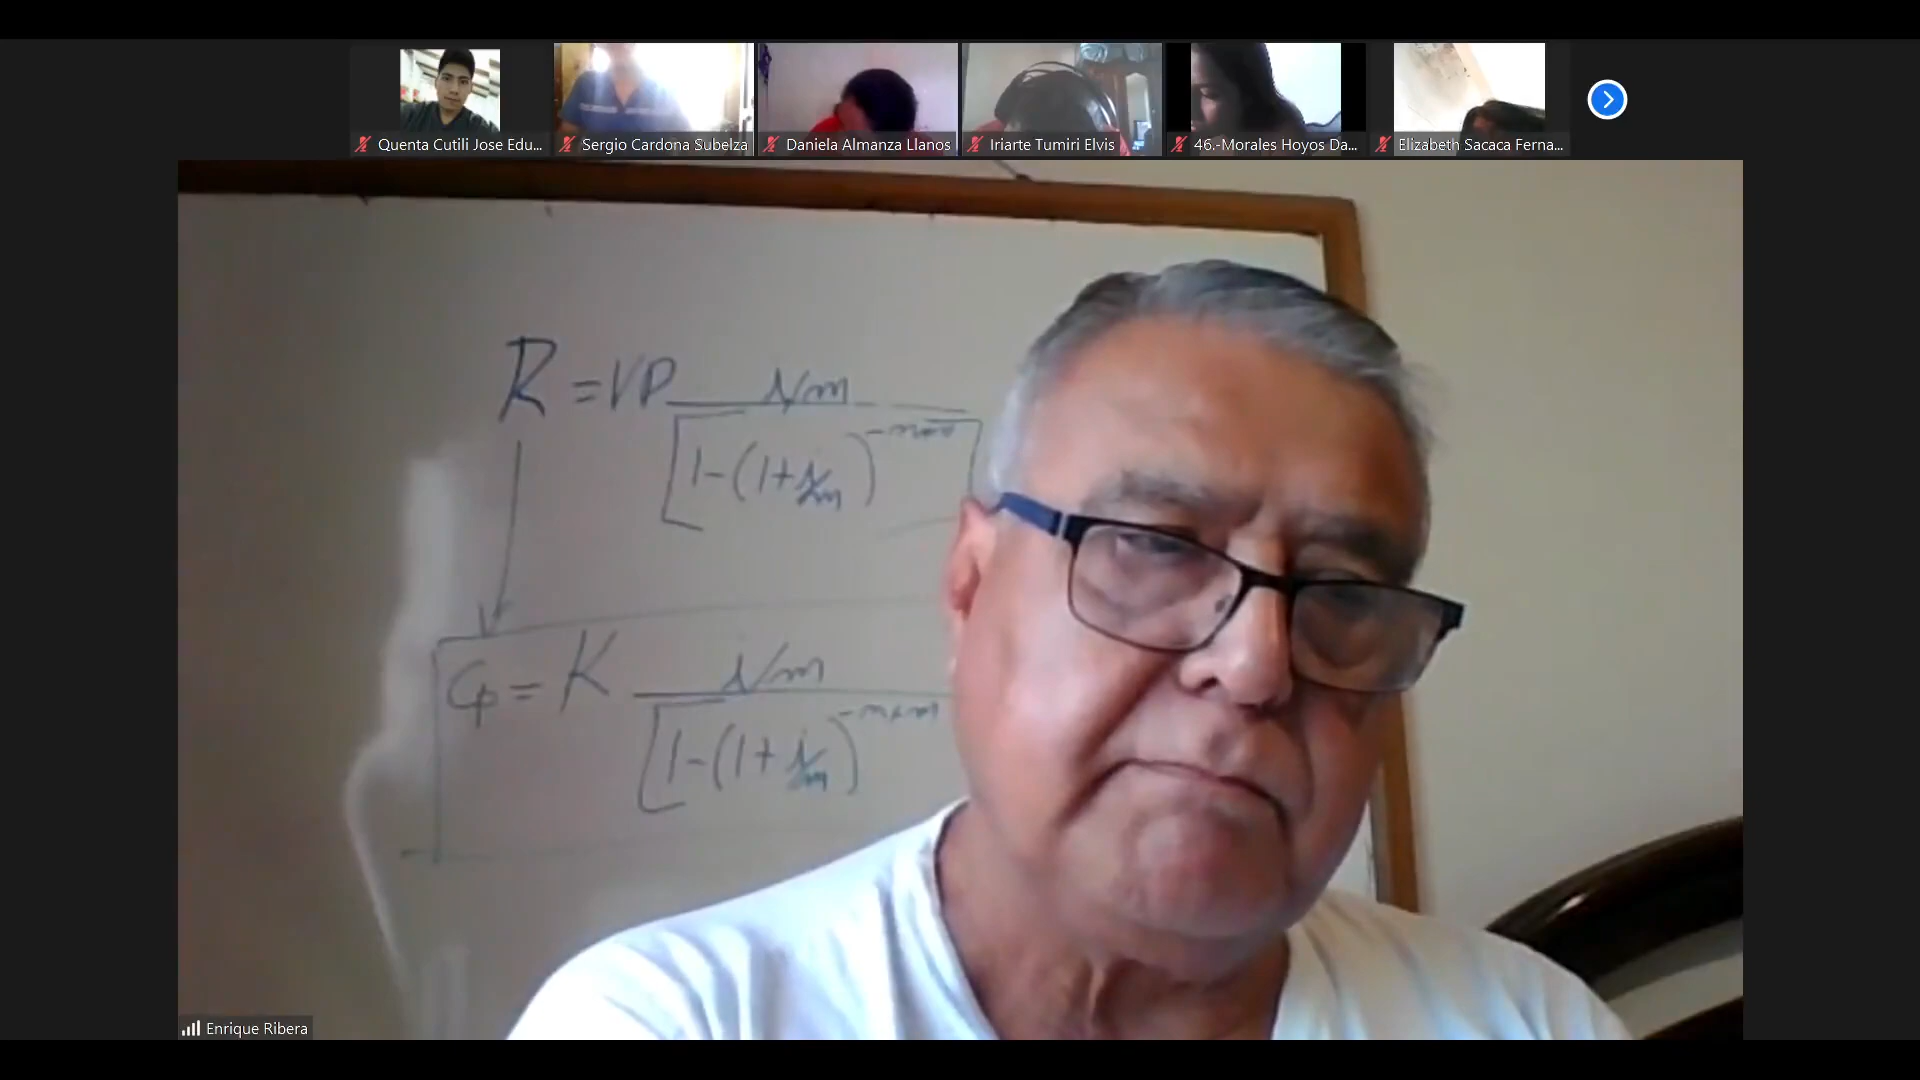 Quenta Cutili Jose Edu...
Sergio Cardona Subelza
Daniela Almanza Llanos
Iriarte Tumiri Elvis
46.-Morales Hoyos Da...
Elizabeth Sacaca Ferna...
R = VP i/m
[1-(1+i/m)
Cp = K i/m
[1-(1+i/m)
Enrique Ribera